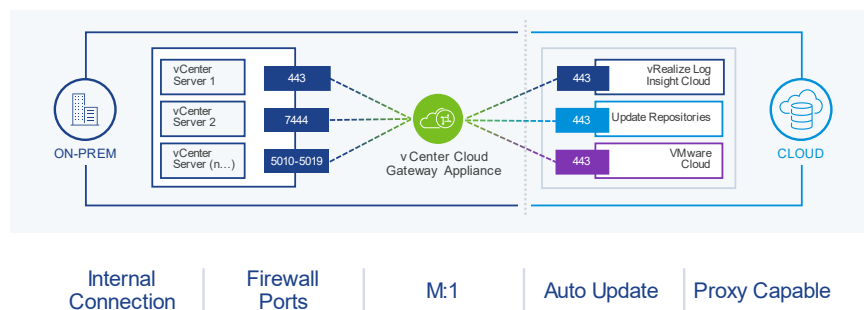 vCenter
Server 1
443
vCenter
Server 2
7444
vCenter
Server (n...)
5010-5019
ON-PREM
vCenter Cloud
Gateway Appliance
443
vRealize Log
Insight Cloud
443
Update Repositories
443
VMware
Cloud
CLOUD
Internal
Connection
Firewall
Ports
M:1
Auto Update
Proxy Capable